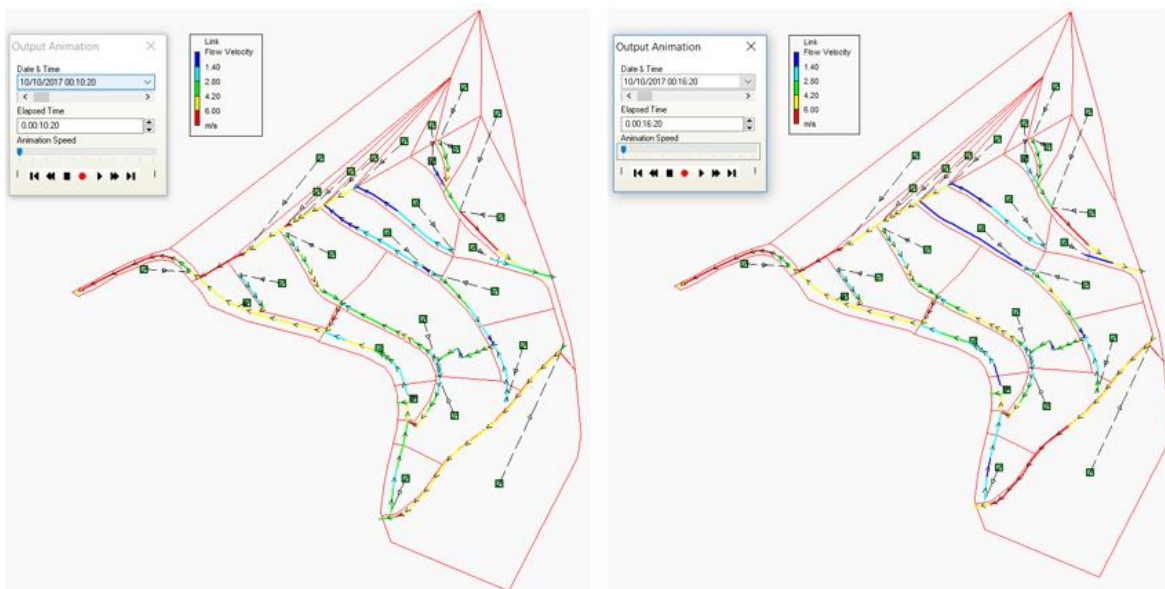 Output Animation
Date & Time
10/10/2017 00:10:20
Elapsed Time
0.00:10:20
Animation Speed
Link
Flow Velocity
1.40
2.80
4.20
6.00
m/s
Output Animation
Date & Time
10/10/2017 00:16:20
Elapsed Time
0.00:16:20
Animation Speed
Link
Flow Velocity
1.40
2.80
4.20
6.00
m/s